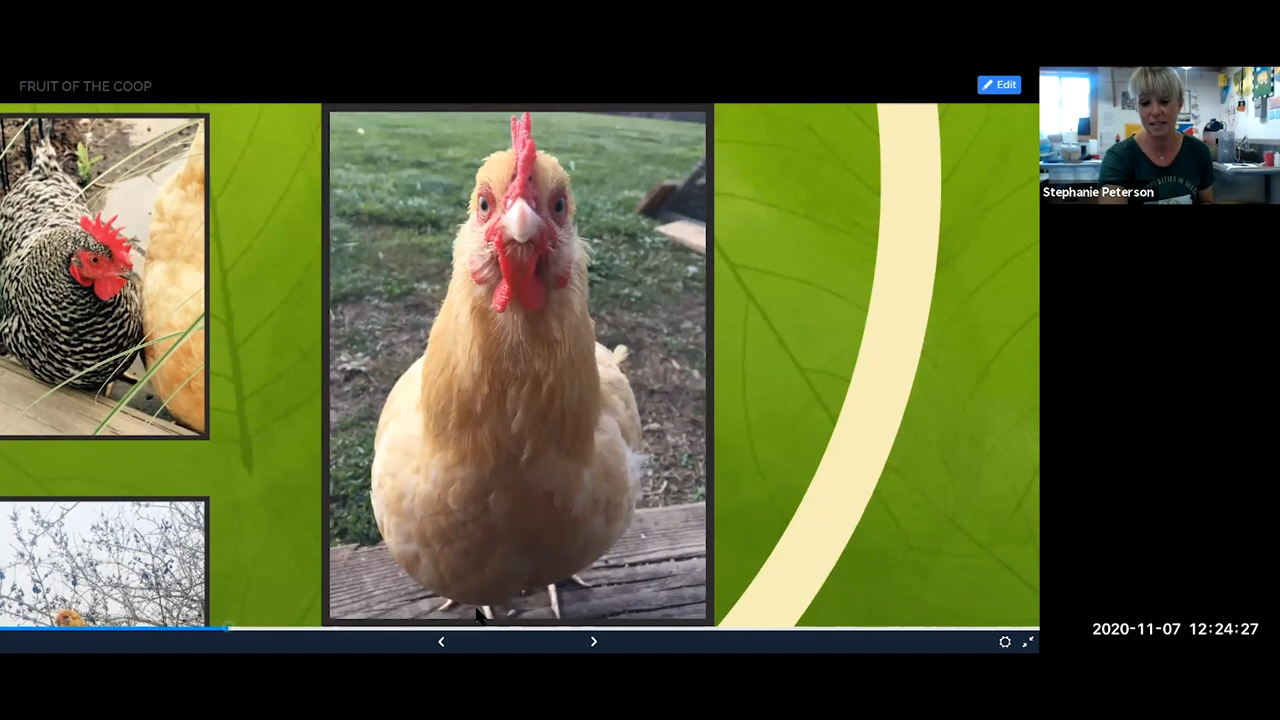 FRUIT OF THE COOP
Edit
Stephanie Peterson
2020-11-07 12:24:27